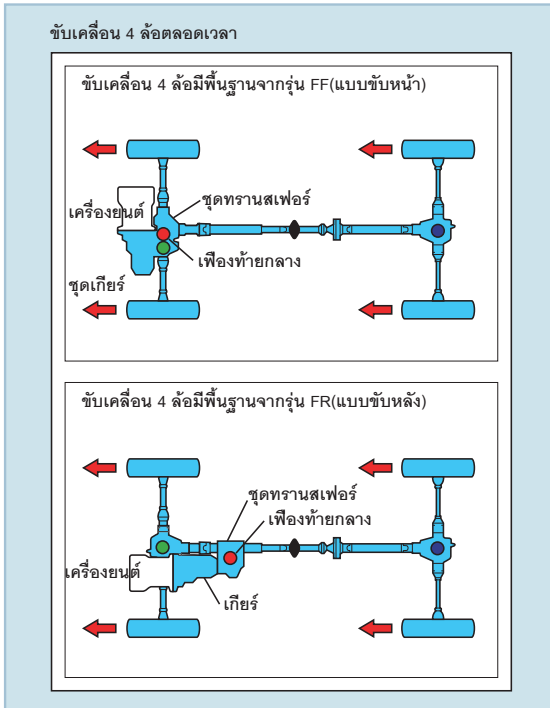 ขับเคลื่อน 4 ล้อตลอดเวลา
ขับเคลื่อน 4 ล้อมีพื้นฐานจากรุ่น FF(แบบขับหน้า)
ชุดทรานสเฟอร์
เครื่องยนต์
เฟืองท้ายกลาง
ชุดเกียร์
ขับเคลื่อน 4 ล้อมีพื้นฐานจากรุ่น FR(แบบขับหลัง)
ชุดทรานสเฟอร์
เฟืองท้ายกลาง
เครื่องยนต์
เกียร์